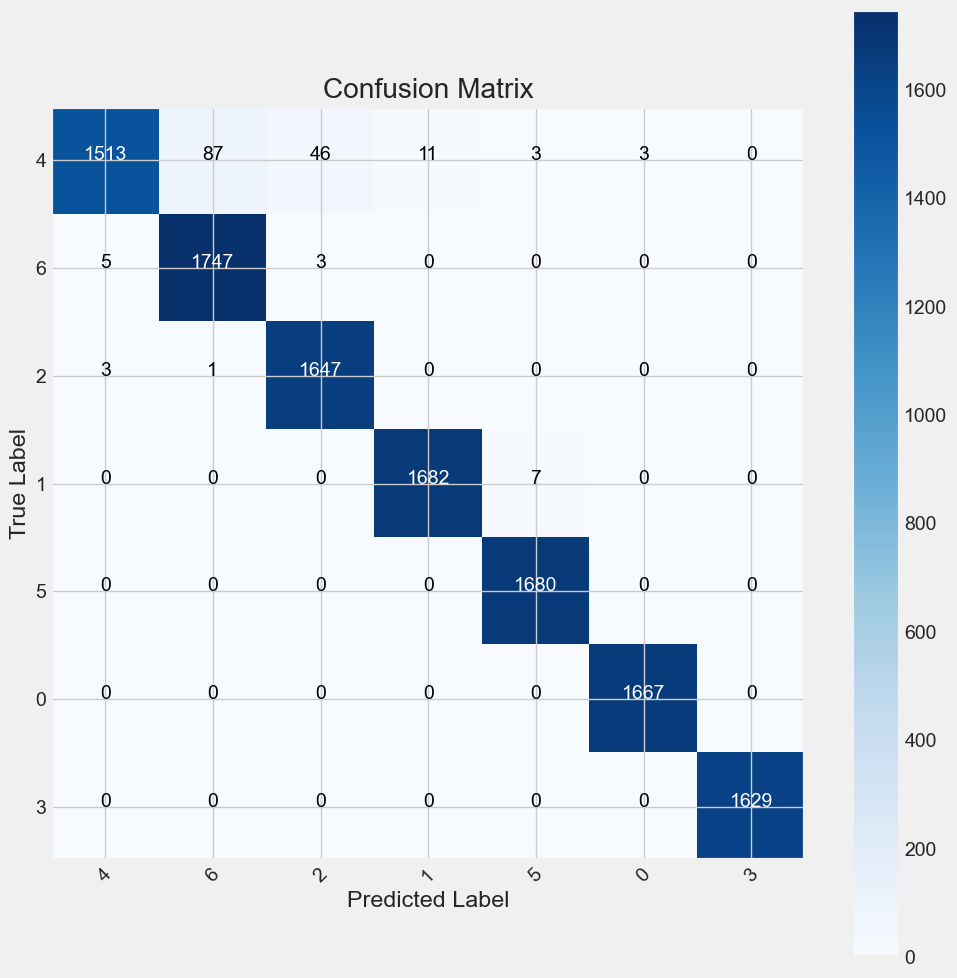 Confusion Matrix
4 1513 87 46 11 3 3 0
6 5 1747 3 0 0 0 0
2 3 1 1647 0 0 0 0
1 0 0 0 1682 7 0 0
5 0 0 0 0 1680 0 0
0 0 0 0 0 0 1667 0
3 0 0 0 0 0 0 1629
4 6 2 1 5 0 3
True Label
Predicted Label
1600
1400
1200
1000
800
600
400
200
0